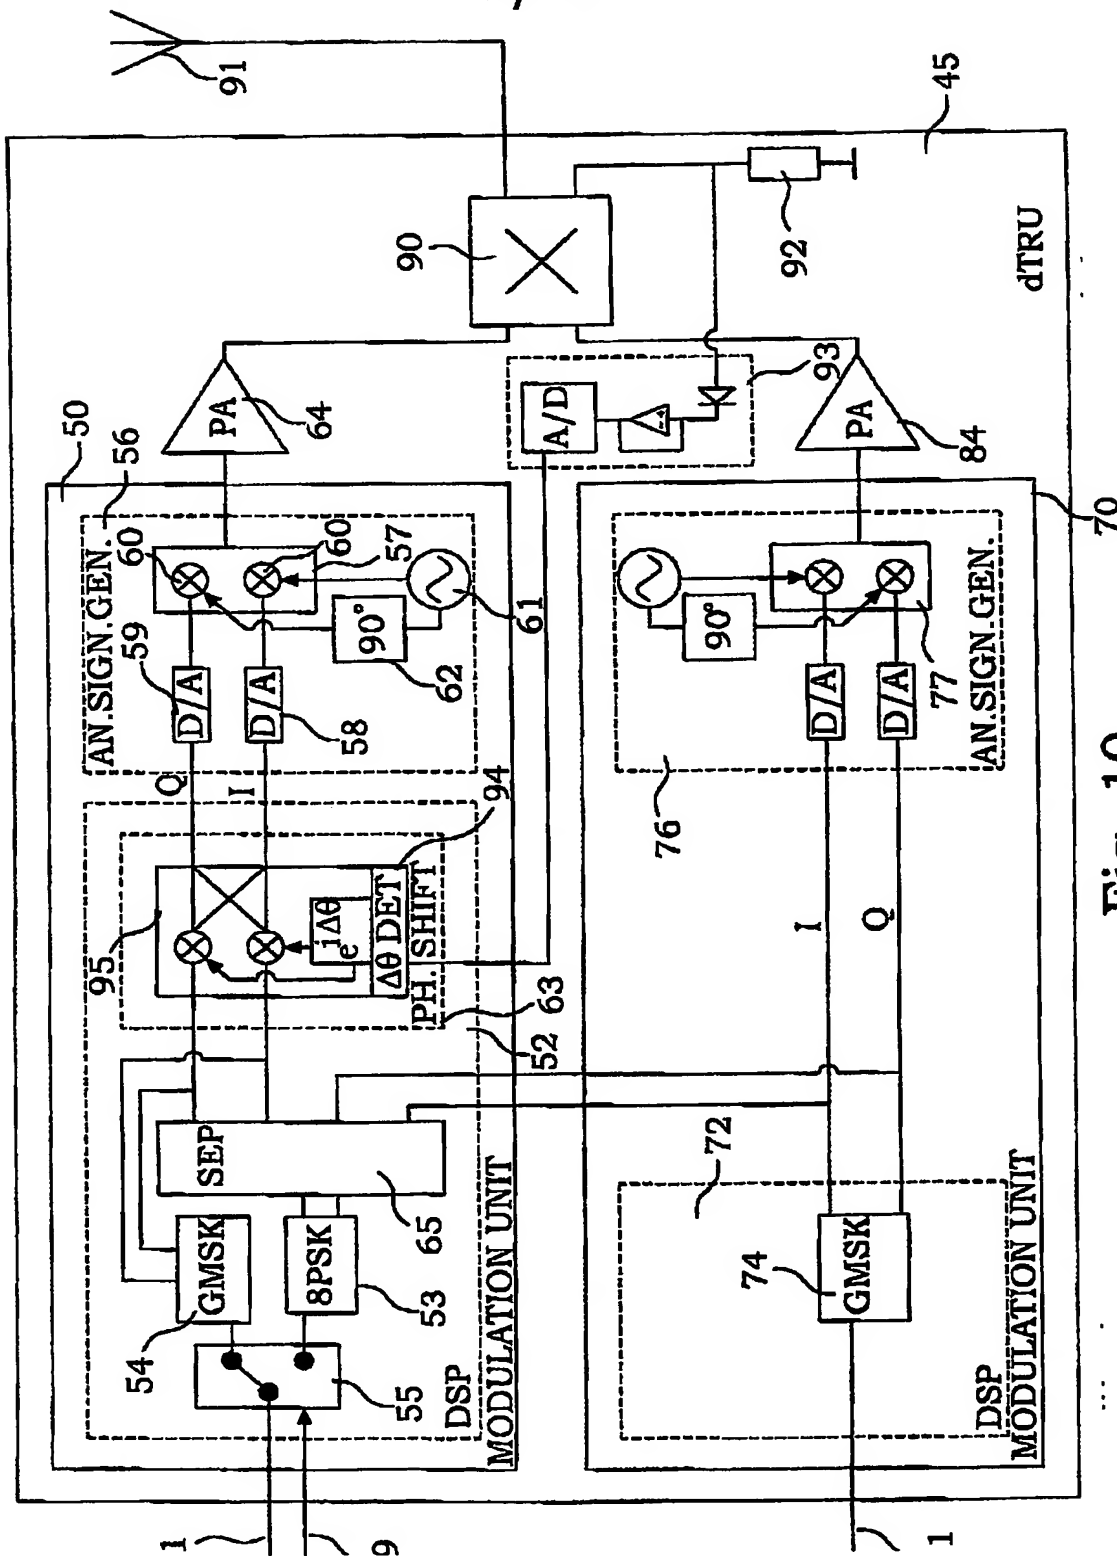 91
45
90
92
dTRU
93
A/D
PA
64
PA
84
50
56
AN.SIGN.GEN.
60
60
57
61
90°
62
59
D/A
D/A
58
Q
I
94
95
e iΔθ
Δθ DET
PH. SHIFT
63
52
SEP
65
GMSK
54
8PSK
53
55
DSP
MODULATION UNIT
70
90°
77
D/A
D/A
AN.SIGN.GEN.
76
I
Q
72
74
GMSK
DSP
MODULATION UNIT
1
9
1